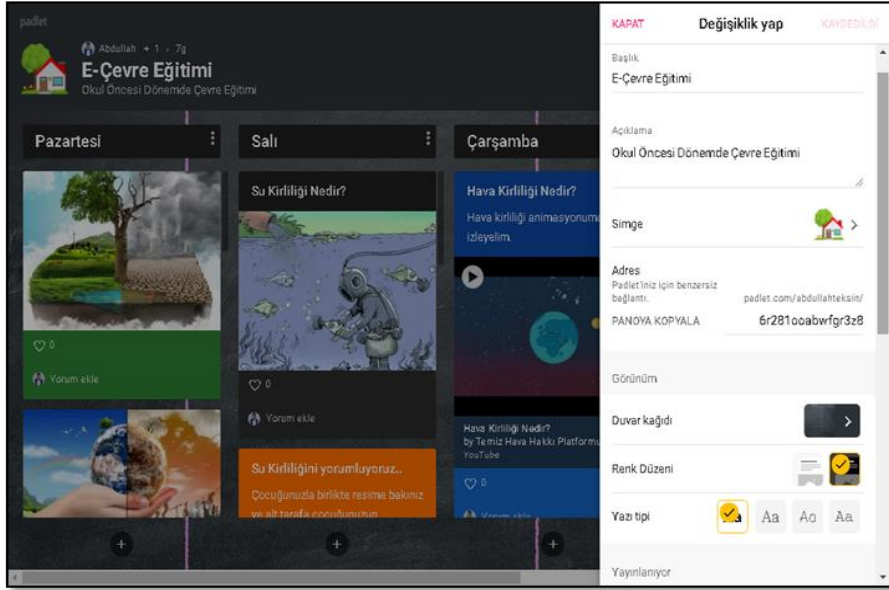 padlet
Abdullah + 1 · 7g
E-Çevre Eğitimi
Okul Öncesi Dönemde Çevre Eğitimi
Pazartesi
0
Yorum ekle
Salı
Su Kirliliği Nedir?
0
Yorum ekle
Su Kirliliğini yorumluyoruz..
Çocuğunuzla birlikte resime bakınız
ve alt tarafa çocuğunuzun
Çarşamba
Hava Kirliliği Nedir?
Hava kirliliği animasyonumu
izleyelim.
Hava Kirliliği Nedir?
by Temiz Hava Hakkı Platformu
YouTube
0
Yorum ekle
KAPAT
Değişiklik yap
KAYDEDİLDİ
Başlık
E-Çevre Eğitimi
Açıklama
Okul Öncesi Dönemde Çevre Eğitimi
Simge
Adres
Padlet'iniz için benzersiz
bağlantı.
padlet.com/abdullahteksin/
PANOYA KOPYALA
6r281ooabwfgr3z8
Görünüm
Duvar kağıdı
Renk Düzeni
Yazı tipi
Aa
Aa
Aa
Yayınlanıyor